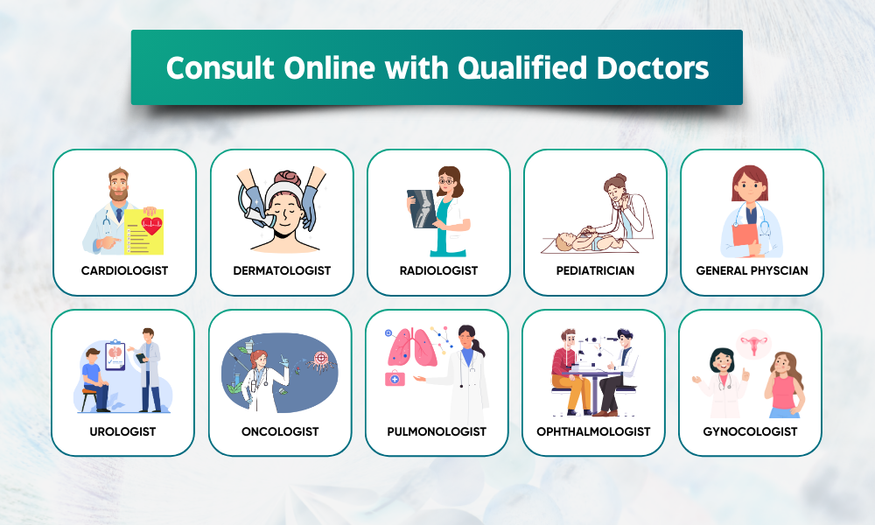 Consult Online with Qualified Doctors
CARDIOLOGIST
DERMATOLOGIST
RADIOLOGIST
PEDIATRICIAN
GENERAL PHYSCIAN
UROLOGIST
ONCOLOGIST
PULMONOLOGIST
OPHTHALMOLOGIST
GYNOCOLOGIST